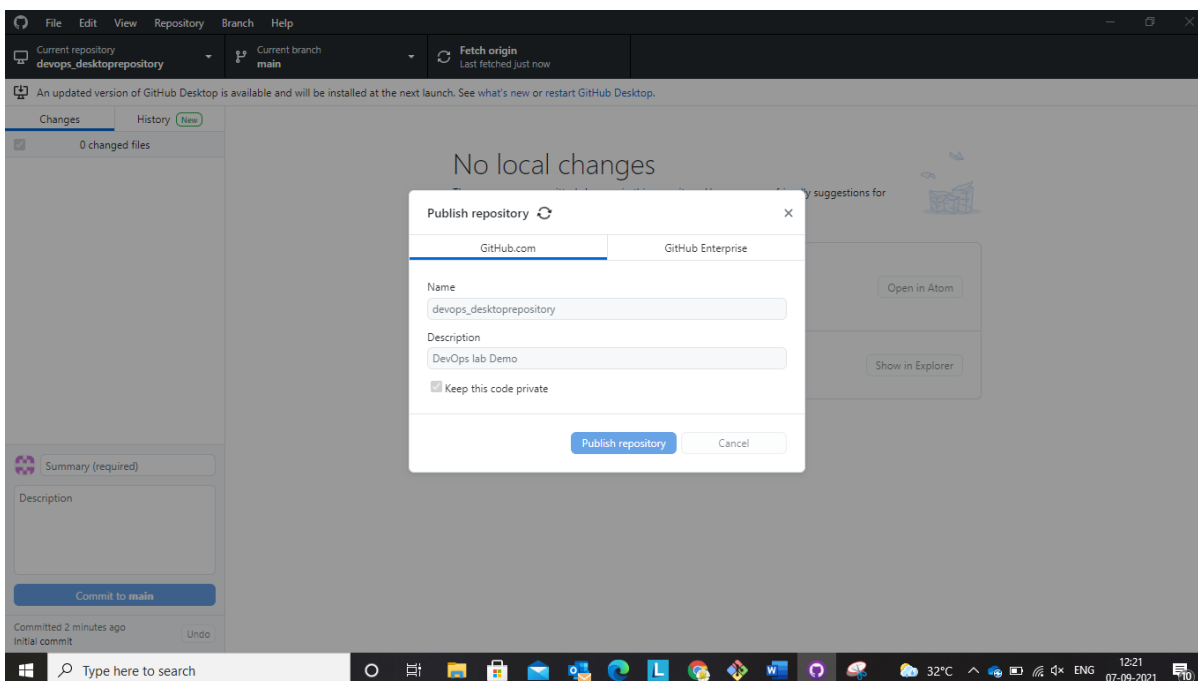 File Edit View Repository Branch Help
Current repository
devops_desktoprepository
Current branch
main
Fetch origin
Last fetched just now
An updated version of GitHub Desktop is available and will be installed at the next launch. See what's new or restart GitHub Desktop.
Changes History New
0 changed files
No local changes
y suggestions for
Publish repository
GitHub.com GitHub Enterprise
Name
devops_desktoprepository
Description
DevOps lab Demo
Keep this code private
Publish repository Cancel
Open in Atom
Show in Explorer
Summary (required)
Description
Commit to main
Committed 2 minutes ago
Initial commit
Undo
Type here to search
32°C ENG
12:21
07-09-2021